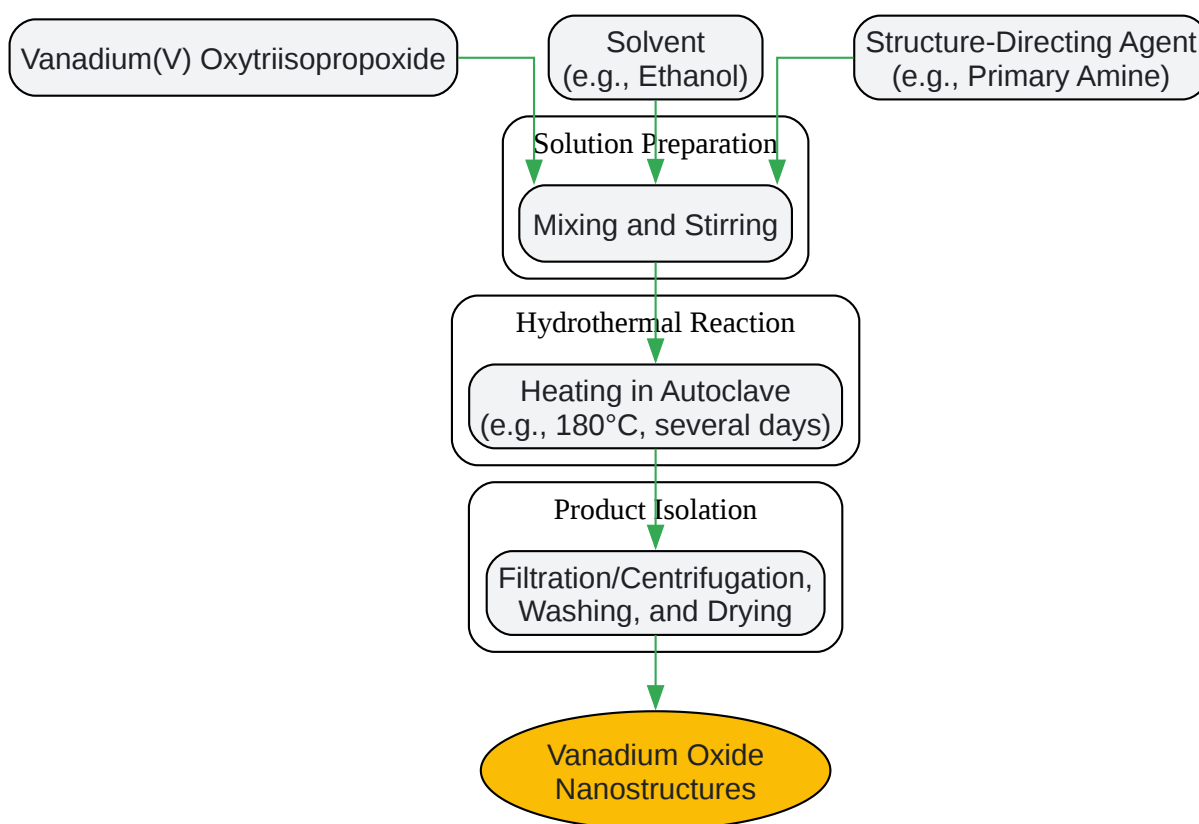 Vanadium(V) Oxytriisopropoxide
Solvent
(e.g., Ethanol)
Structure-Directing Agent
(e.g., Primary Amine)
Solution Preparation
Mixing and Stirring
Hydrothermal Reaction
Heating in Autoclave
(e.g., 180°C, several days)
Product Isolation
Filtration/Centrifugation,
Washing, and Drying
Vanadium Oxide
Nanostructures